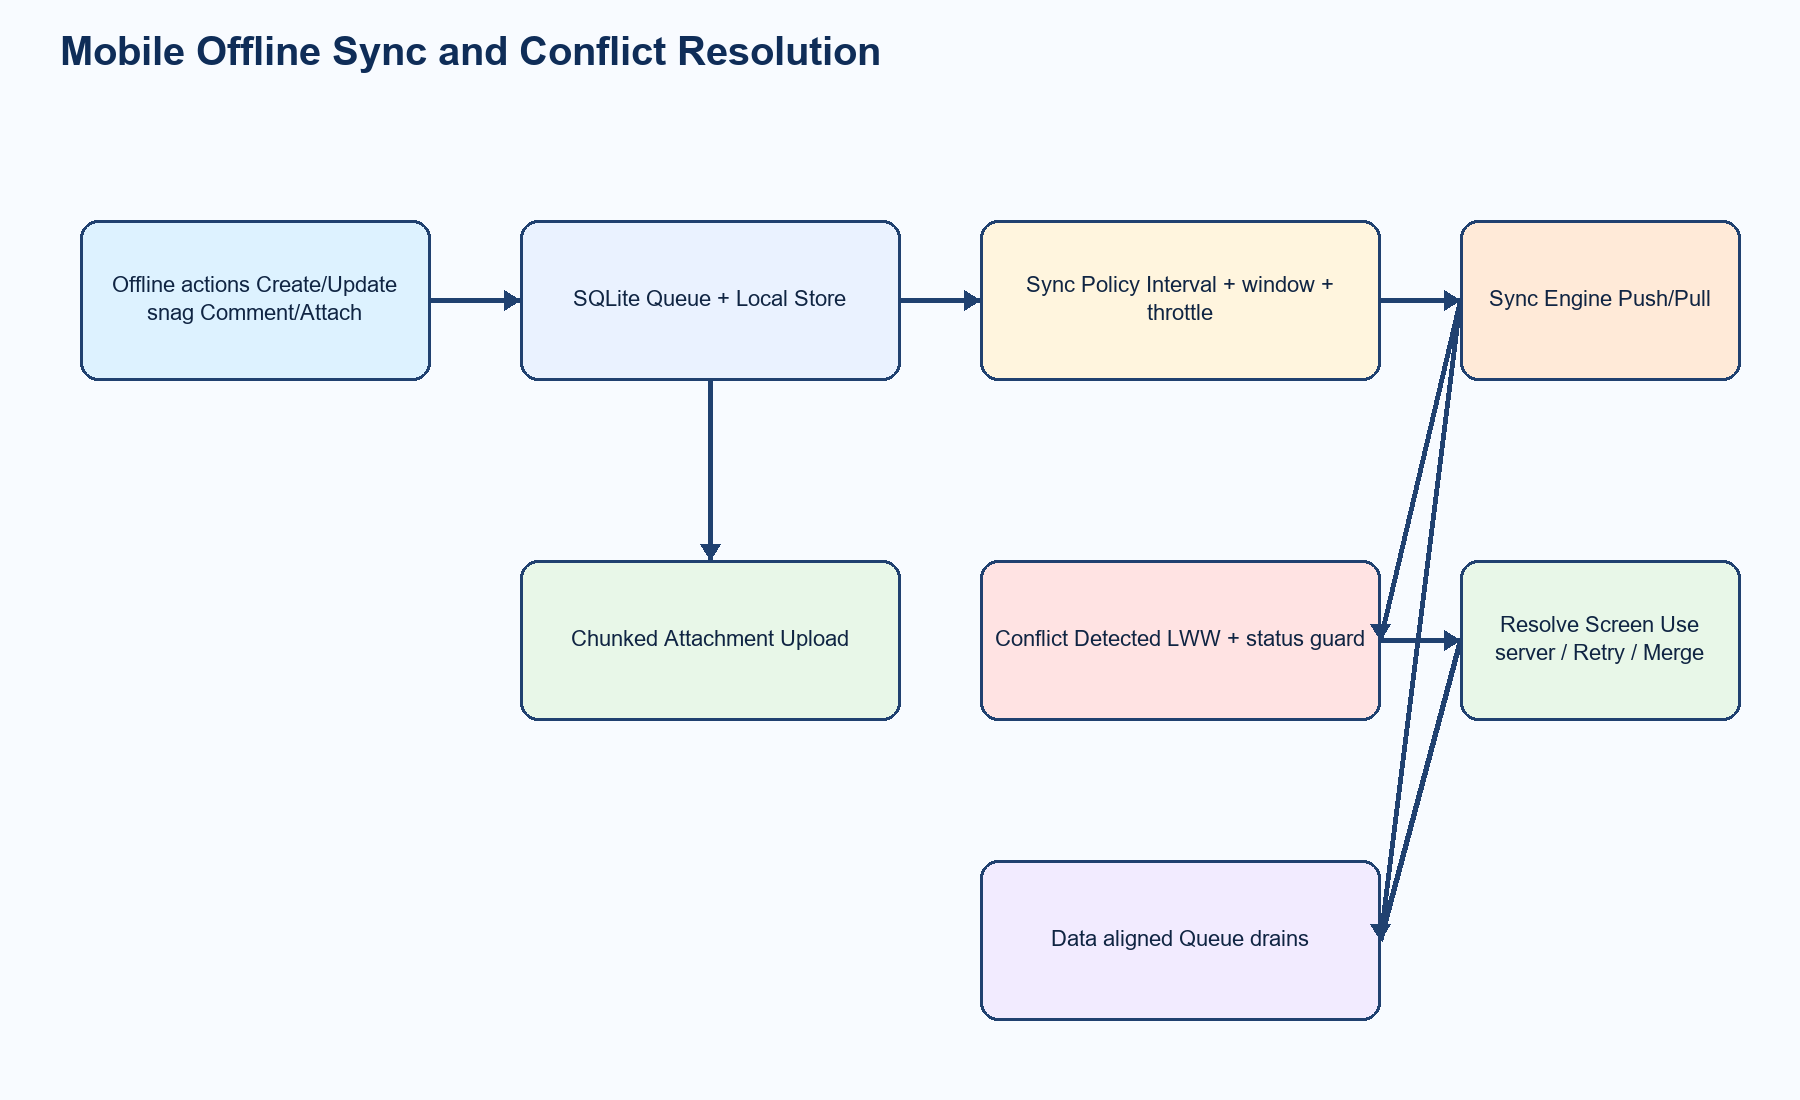 Mobile Offline Sync and Conflict Resolution
Offline actions Create/Update
snag Comment/Attach
SQLite Queue + Local Store
Sync Policy Interval + window +
throttle
Sync Engine Push/Pull
Chunked Attachment Upload
Conflict Detected LWW + status guard
Resolve Screen Use
server / Retry / Merge
Data aligned Queue drains